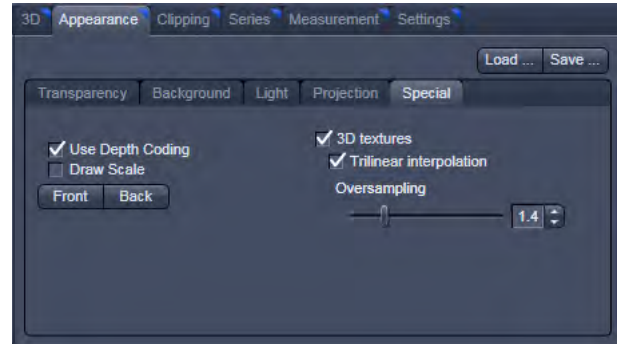 3D Appearance Clipping Series Measurement Settings
Load ... Save ...
Transparency Background Light Projection Special
Use Depth Coding
Draw Scale
Front Back
3D textures
Trilinear interpolation
Oversampling
1.4